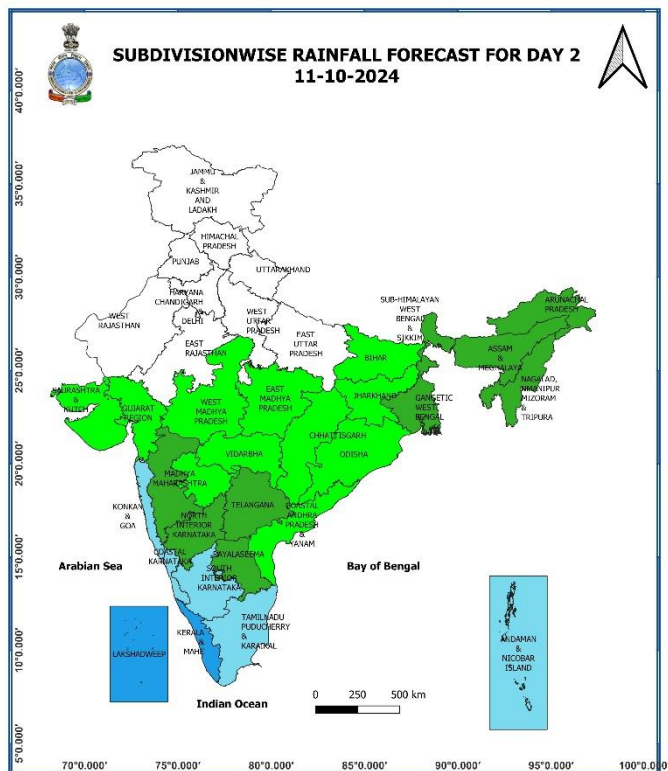 SUBDIVISIONWISE RAINFALL FORECAST FOR DAY 2
11-10-2024
40°0.000'
35°0.000'
30°0.000'
25°0.000'
20°0.000'
15°0.000'
10°0.000'
5°0.000'
JAMMU
&
KASHMIR
AND
LADAKH
HIMACHAL
PRADESH
PUNJAB
UTTARAKHAND
HARYANA
CHANDIGARH
&
DELHI
WEST
RAJASTHAN
EAST
RAJASTHAN
WEST
UTTAR
PRADESH
EAST
UTTAR
PRADESH
SUB-HIMALAYAN
WEST
BENGAL
&
SIKKIM
ARUNACHAL
PRADESH
ASSAM
&
MEGHALAYA
NAGALAD,
NMANIPUR
MIZORAM
&
TRIPURA
BIHAR
JHARKHAND
GANGETIC
WEST
BENGAL
SAURASHTRA
&
KUTCH
GUJARAT
REGION
WEST
MADHYA
PRADESH
EAST
MADHYA
PRADESH
CHHATTISGARH
ODISHA
VIDARBHA
MADHYA
MAHARASHTRA
KONKAN
&
GOA
TELANGANA
NORTH
INTERIOR
KARNATAKA
COASTAL
ANDHRA
PRADESH
&
YANAM
COASTAL
KARNATAKA
RAYALASEEMA
SOUTH
INTERIOR
KARNATAKA
Arabian Sea
Bay of Bengal
KERALA
&
MAHE
TAMILNADU
PUDUCHERRY
&
KARAIKAL
LAKSHADWEEP
ANDAMAN
&
NICOBAR
ISLAND
Indian Ocean
0 250 500 km
70°0.000' 75°0.000' 80°0.000' 85°0.000' 90°0.000' 95°0.000' 100°0.000'